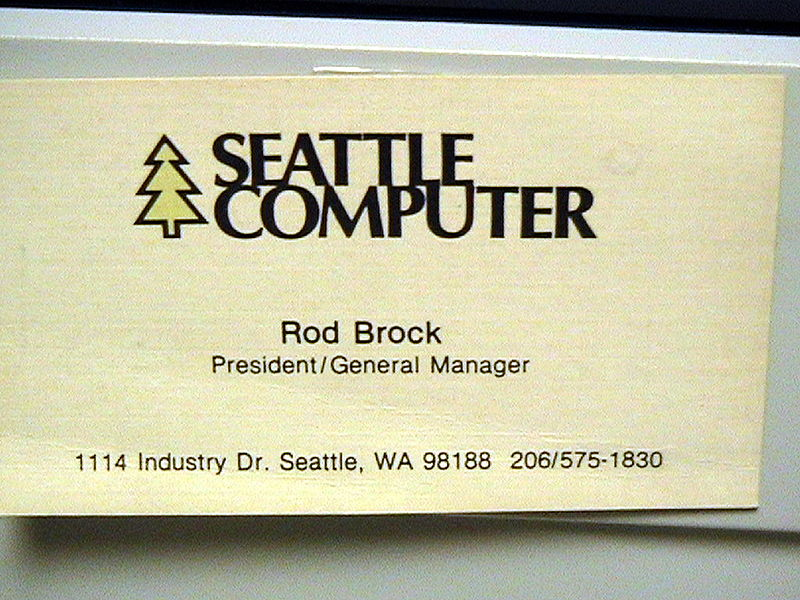 SEATTLE
COMPUTER
Rod Brock
President/General Manager
1114 Industry Dr. Seattle, WA 98188 206/575-1830